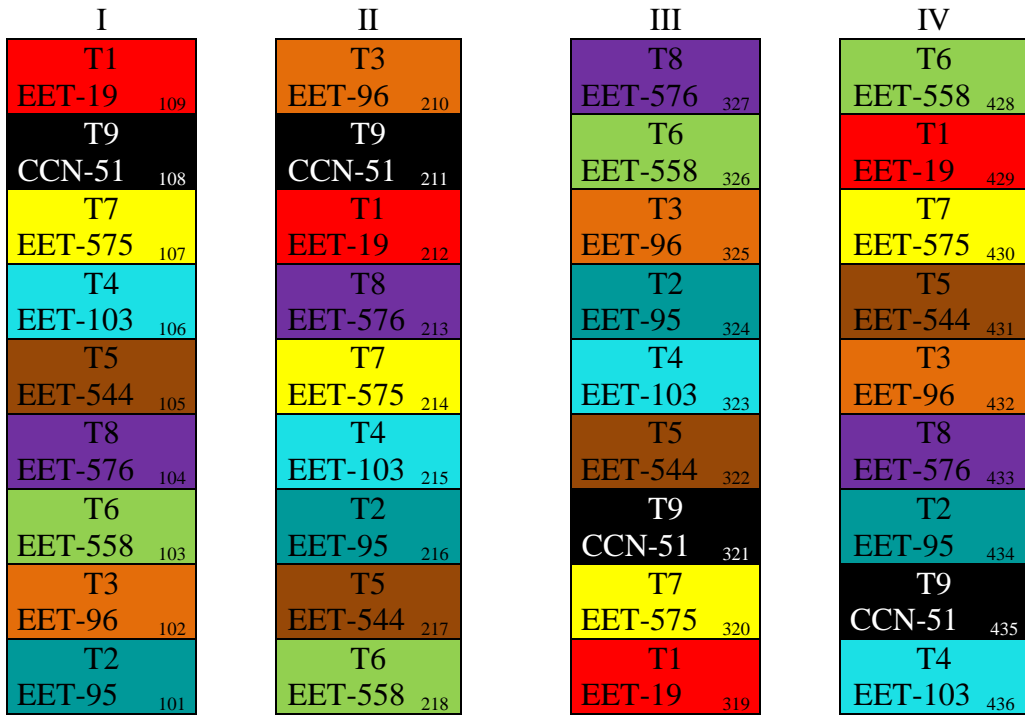 I II III IV
T1 T3 T8 T6
EET-19 109 EET-96 210 EET-576 327 EET-558 428
T9 T9 T6 T1
CCN-51 108 CCN-51 211 EET-558 326 EET-19 429
T7 T1 T3 T7
EET-575 107 EET-19 212 EET-96 325 EET-575 430
T4 T8 T2 T5
EET-103 106 EET-576 213 EET-95 324 EET-544 431
T5 T7 T4 T3
EET-544 105 EET-575 214 EET-103 323 EET-96 432
T8 T4 T5 T8
EET-576 104 EET-103 215 EET-544 322 EET-576 433
T6 T2 T9 T2
EET-558 103 EET-95 216 CCN-51 321 EET-95 434
T3 T5 T7 T9
EET-96 102 EET-544 217 EET-575 320 CCN-51 435
T2 T6 T1 T4
EET-95 101 EET-558 218 EET-19 319 EET-103 436